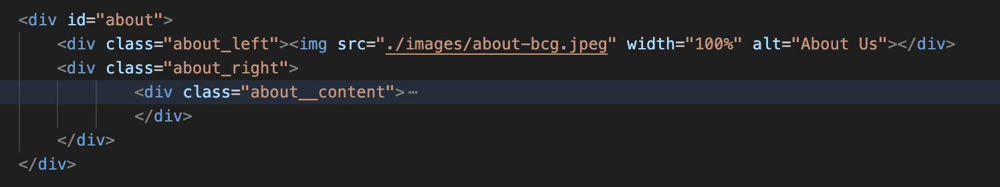 <div id="about">
<div class="about_left"><img src="./images/about-bcg.jpeg" width="100%" alt="About Us"></div>
<div class="about_right">
<div class="about__content">⋯
</div>
</div>
</div>